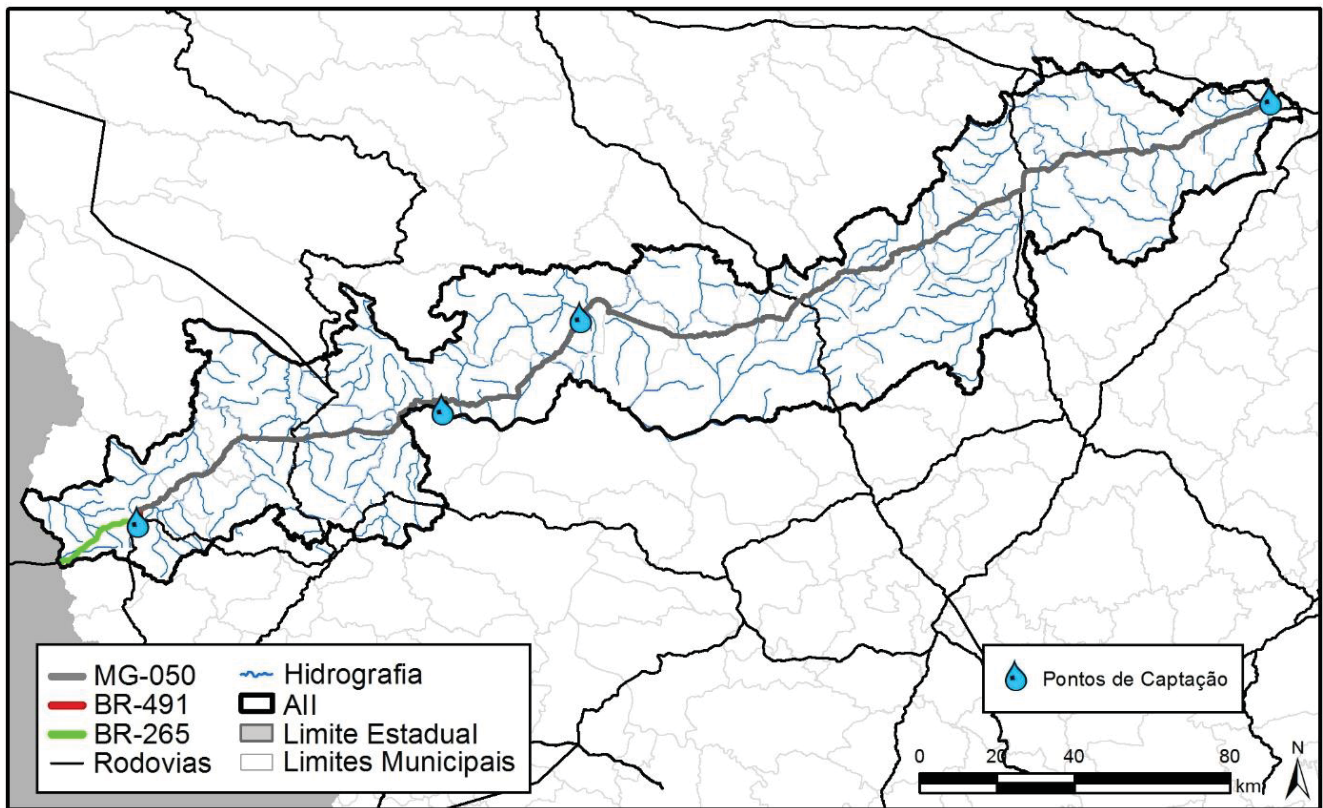 MG-050
BR-491
BR-265
Rodovias
Hidrografia
AII
Limite Estadual
Limites Municipais
Pontos de Captação
0 20 40 80
km
N